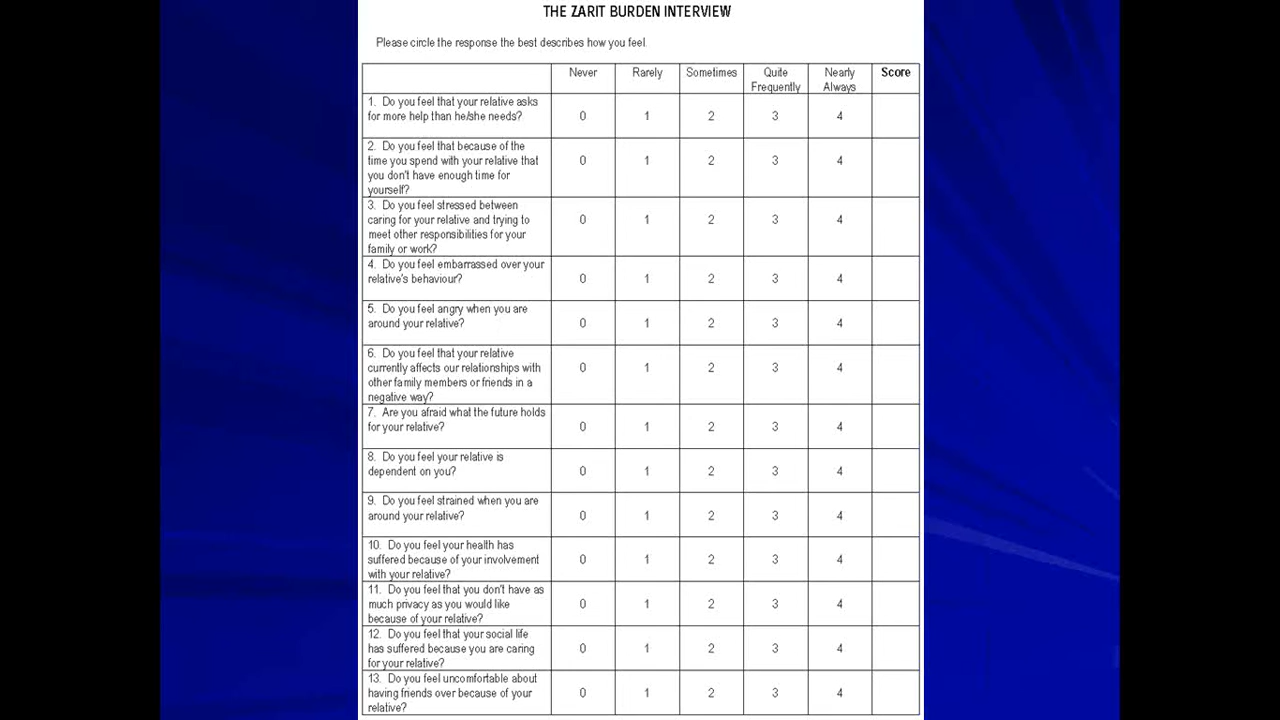 THE ZARIT BURDEN INTERVIEW
Please circle the response the best describes how you feel.
Never Rarely Sometimes Quite Frequently Nearly Always Score
1. Do you feel that your relative asks
for more help than he/she needs?
0 1 2 3 4
2. Do you feel that because of the
time you spend with your relative that
you don't have enough time for
yourself?
0 1 2 3 4
3. Do you feel stressed between
caring for your relative and trying to
meet other responsibilities for your
family or work?
0 1 2 3 4
4. Do you feel embarrassed over your
relative's behaviour?
0 1 2 3 4
5. Do you feel angry when you are
around your relative?
0 1 2 3 4
6. Do you feel that your relative
currently affects our relationships with
other family members or friends in a
negative way?
0 1 2 3 4
7. Are you afraid what the future holds
for your relative?
0 1 2 3 4
8. Do you feel your relative is
dependent on you?
0 1 2 3 4
9. Do you feel strained when you are
around your relative?
0 1 2 3 4
10. Do you feel your health has
suffered because of your involvement
with your relative?
0 1 2 3 4
11. Do you feel that you don't have as
much privacy as you would like
because of your relative?
0 1 2 3 4
12. Do you feel that your social life
has suffered because you are caring
for your relative?
0 1 2 3 4
13. Do you feel uncomfortable about
having friends over because of your
relative?
0 1 2 3 4